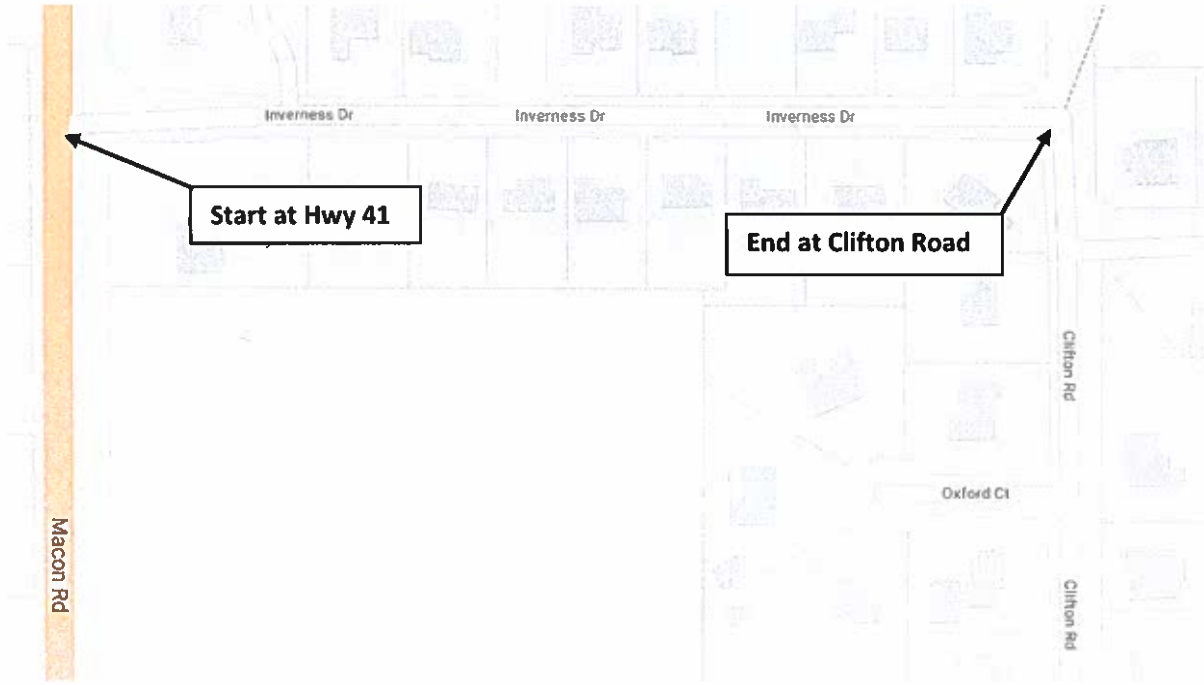 Inverness Dr
Inverness Dr
Inverness Dr
Start at Hwy 41
End at Clifton Road
Clifton Rd
Oxford Ct
Macon Rd
Clifton Rd